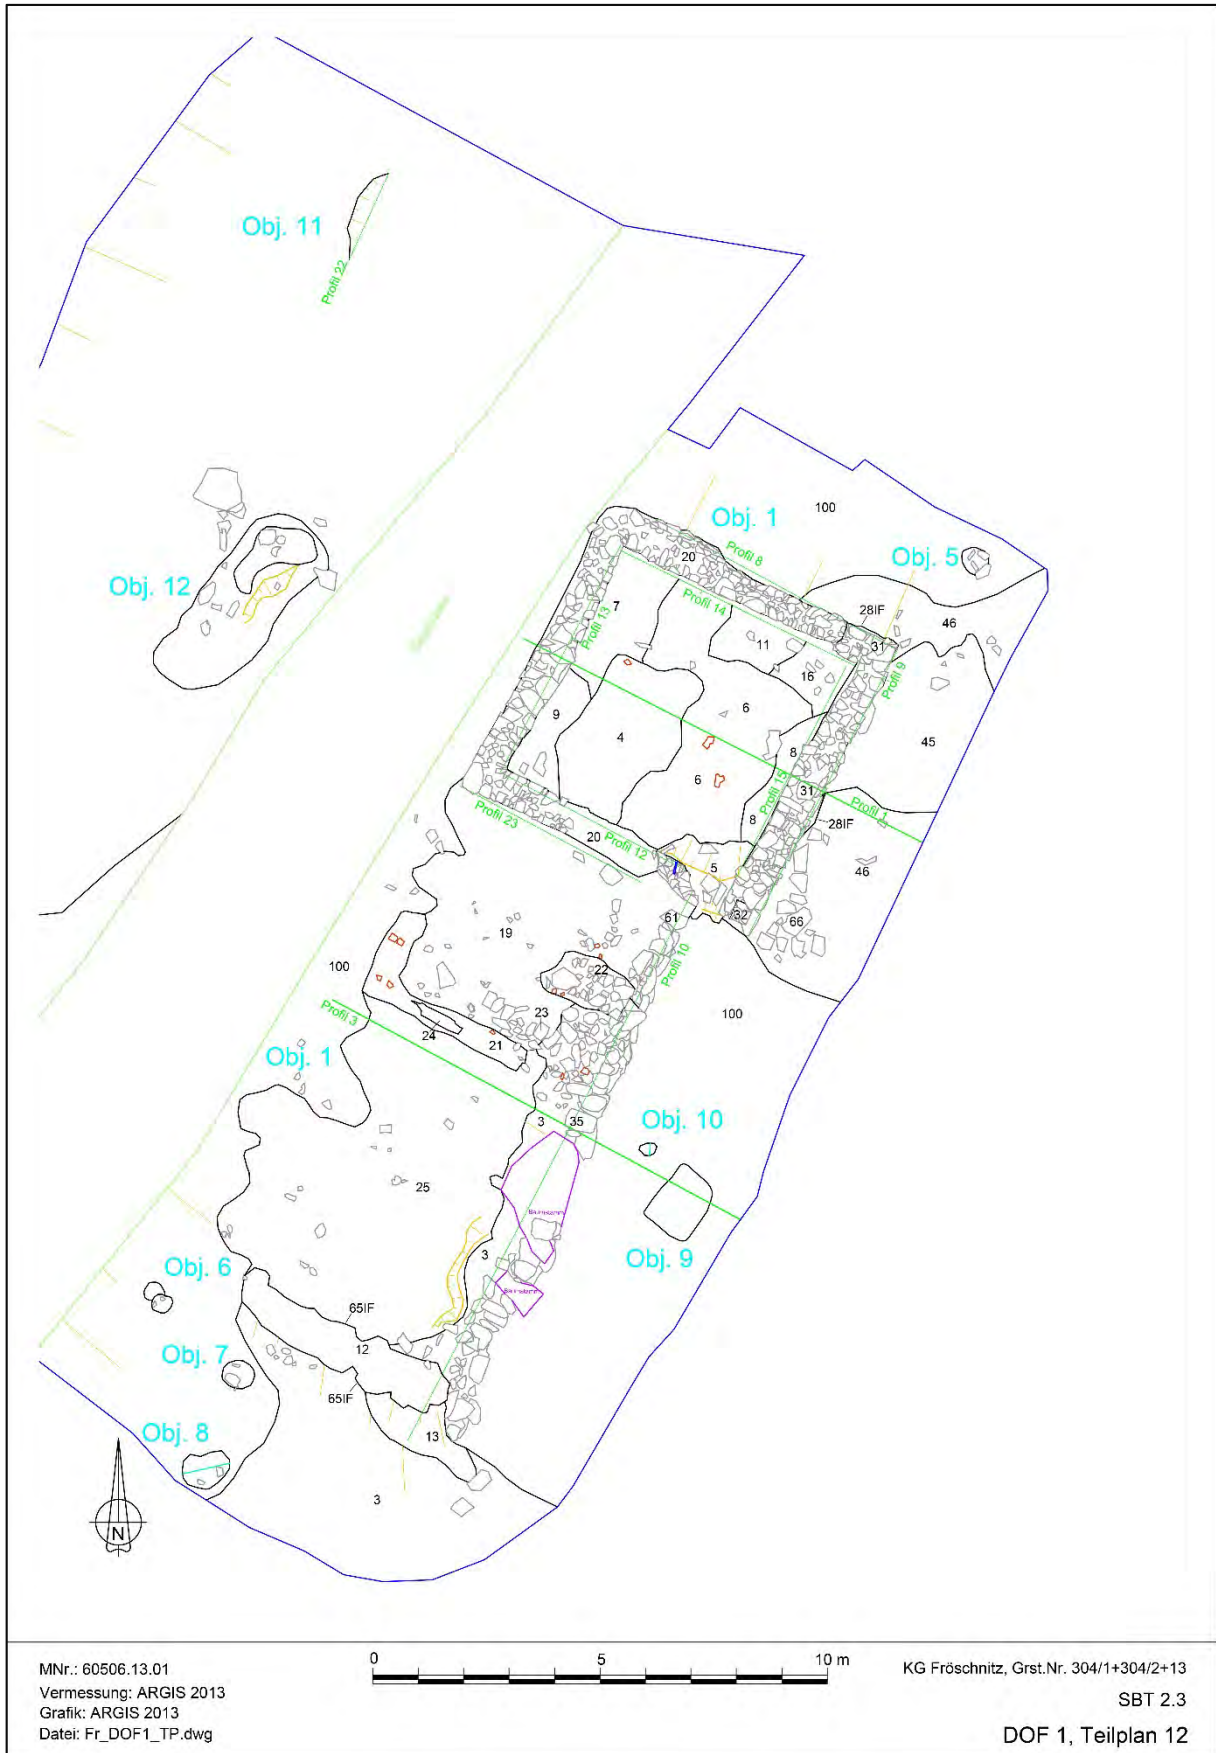 Obj. 11
Profil 22
Obj. 1
100
20
Profil 8
Obj. 5
Obj. 12
7
Profil 13
Profil 14
28IF
46
11
31
Profil 9
16
9
6
4
45
8
6
31
Profil 15
Profil 1
Profil 23
8
28IF
20
Profil 12
5
46
61
32
66
19
Profil 10
22
100
Profil 3
23
100
24
21
Obj. 1
3
35
Obj. 10
25
Obj. 9
3
Obj. 6
65IF
12
Obj. 7
65IF
Obj. 8
13
3
N
0 5 10 m
MNr.: 60506.13.01
Vermessung: ARGIS 2013
Grafik: ARGIS 2013
Datei: Fr_DOF1_TP.dwg
KG Fröschnitz, Grst.Nr. 304/1+304/2+13
SBT 2.3
DOF 1, Teilplan 12